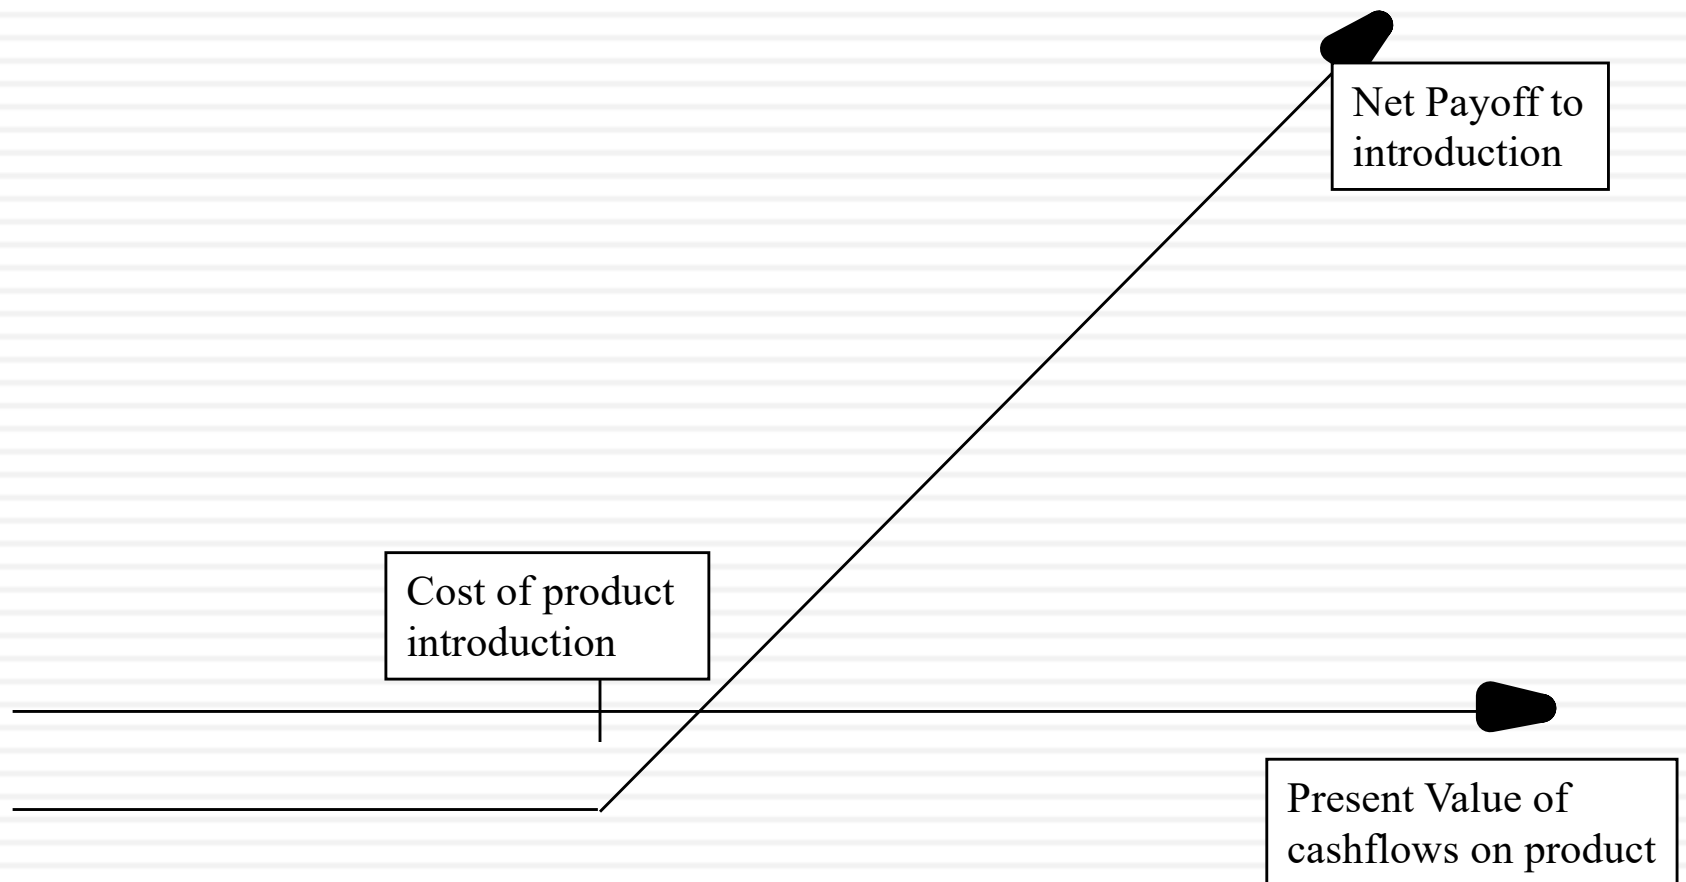 Net Payoff to
introduction
Cost of product
introduction
Present Value of
cashflows on product